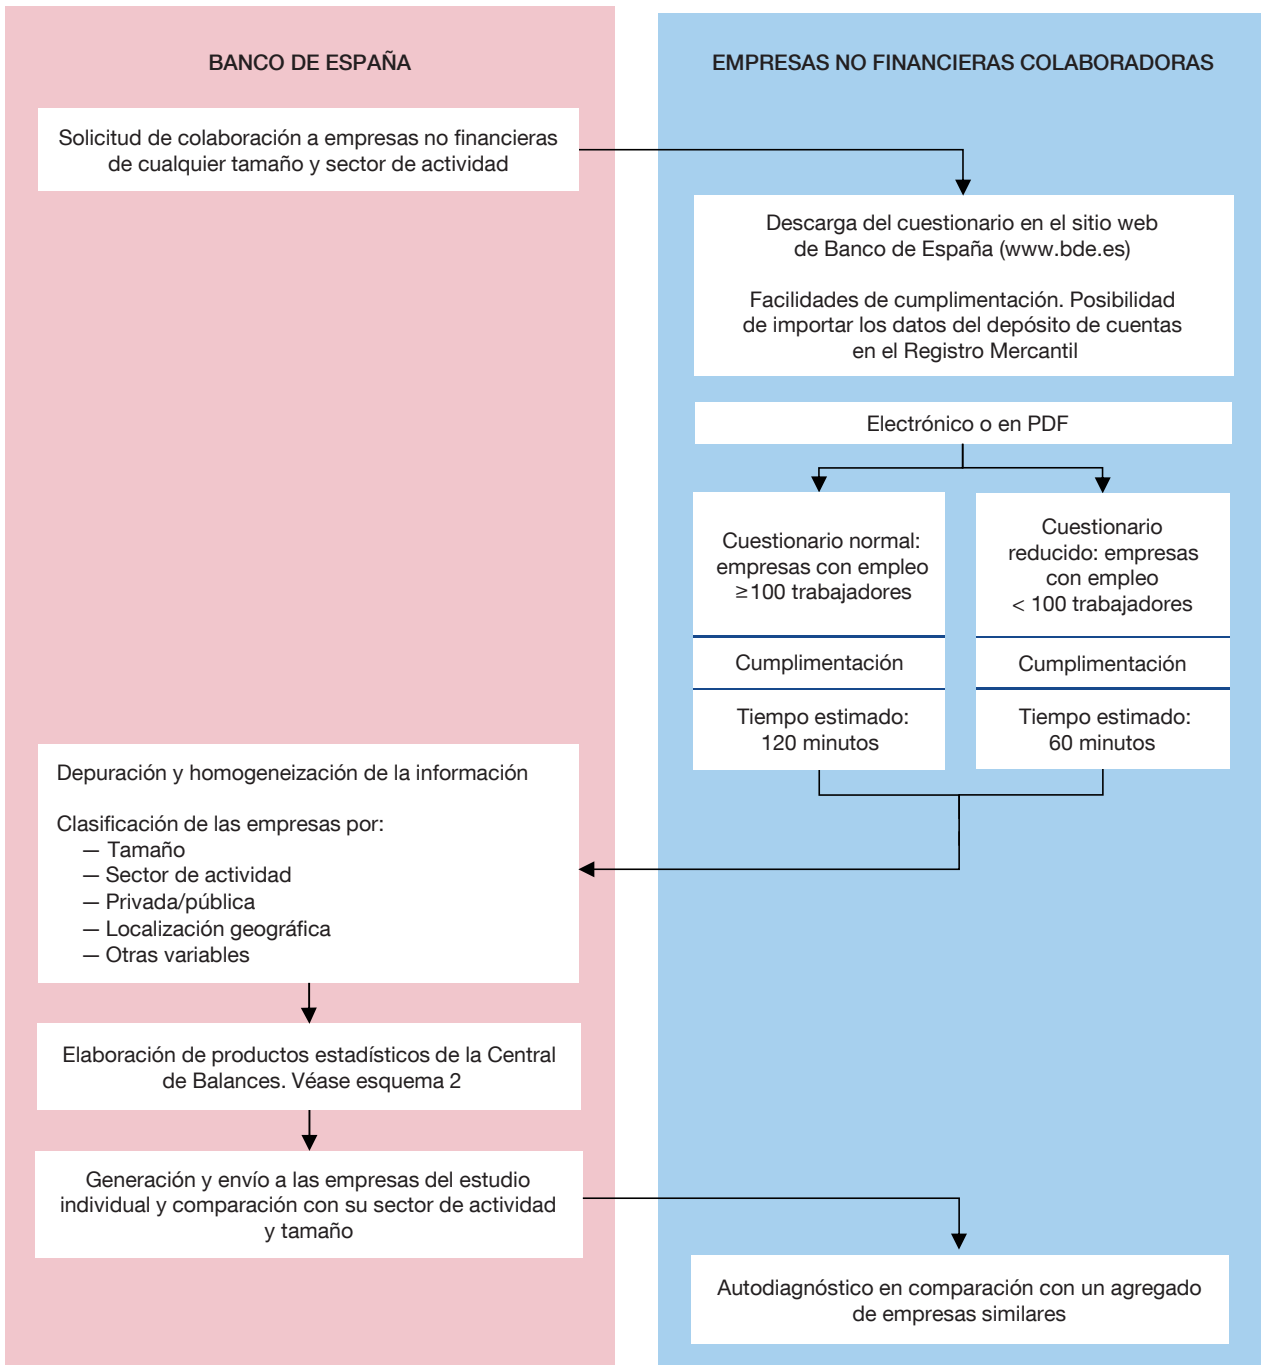 BANCO DE ESPAÑA
EMPRESAS NO FINANCIERAS COLABORADORAS
Solicitud de colaboración a empresas no financieras
de cualquier tamaño y sector de actividad
Descarga del cuestionario en el sitio web
de Banco de España (www.bde.es)
Facilidades de cumplimentación. Posibilidad
de importar los datos del depósito de cuentas
en el Registro Mercantil
Electrónico o en PDF
Cuestionario normal:
empresas con empleo
≥100 trabajadores
Cumplimentación
Tiempo estimado:
120 minutos
Cuestionario
reducido: empresas
con empleo
< 100 trabajadores
Cumplimentación
Tiempo estimado:
60 minutos
Depuración y homogeneización de la información
Clasificación de las empresas por:
— Tamaño
— Sector de actividad
— Privada/pública
— Localización geográfica
— Otras variables
Elaboración de productos estadísticos de la Central
de Balances. Véase esquema 2
Generación y envío a las empresas del estudio
individual y comparación con su sector de actividad
y tamaño
Autodiagnóstico en comparación con un agregado
de empresas similares